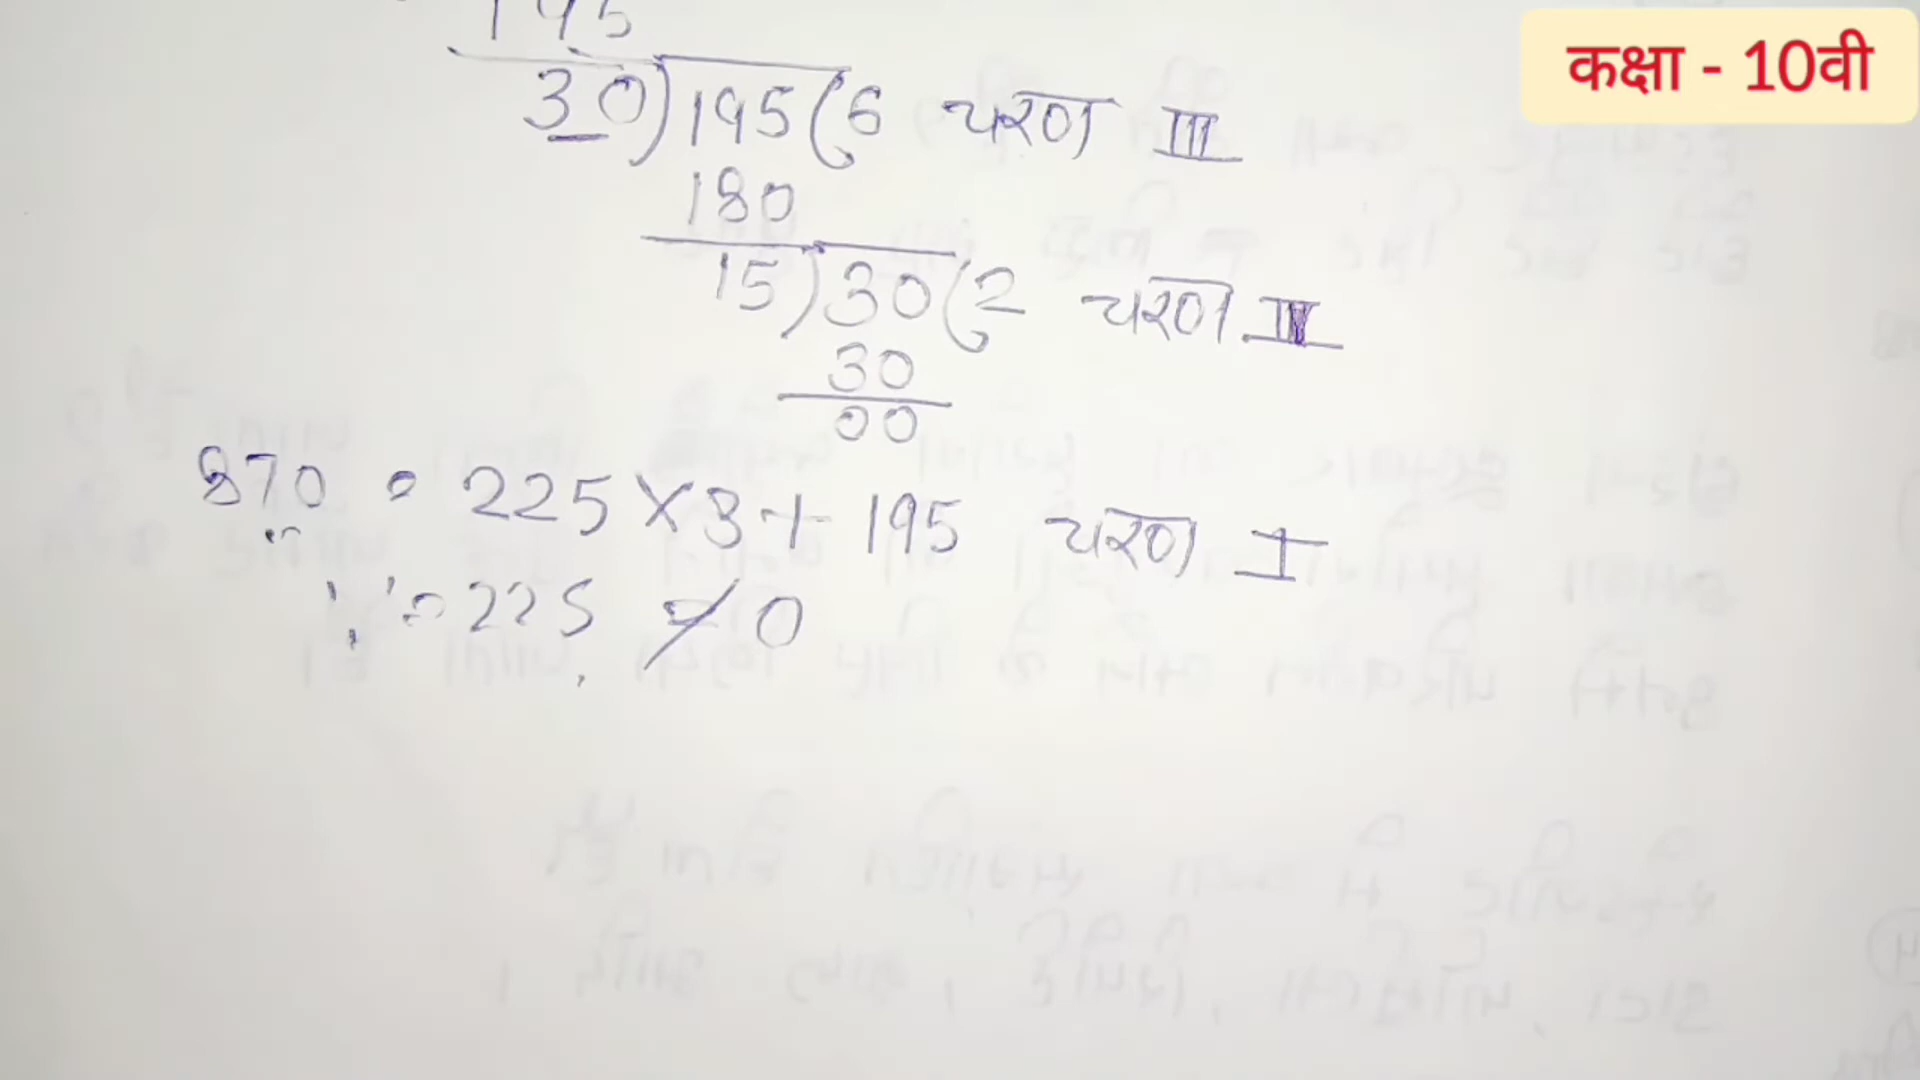 कक्षा - 10वी
195
30)195(6 चरण III
180
15)30(2 चरण IV
30
00
870 = 225 × 3 + 195 चरण I
∵ = 225 ≠ 0